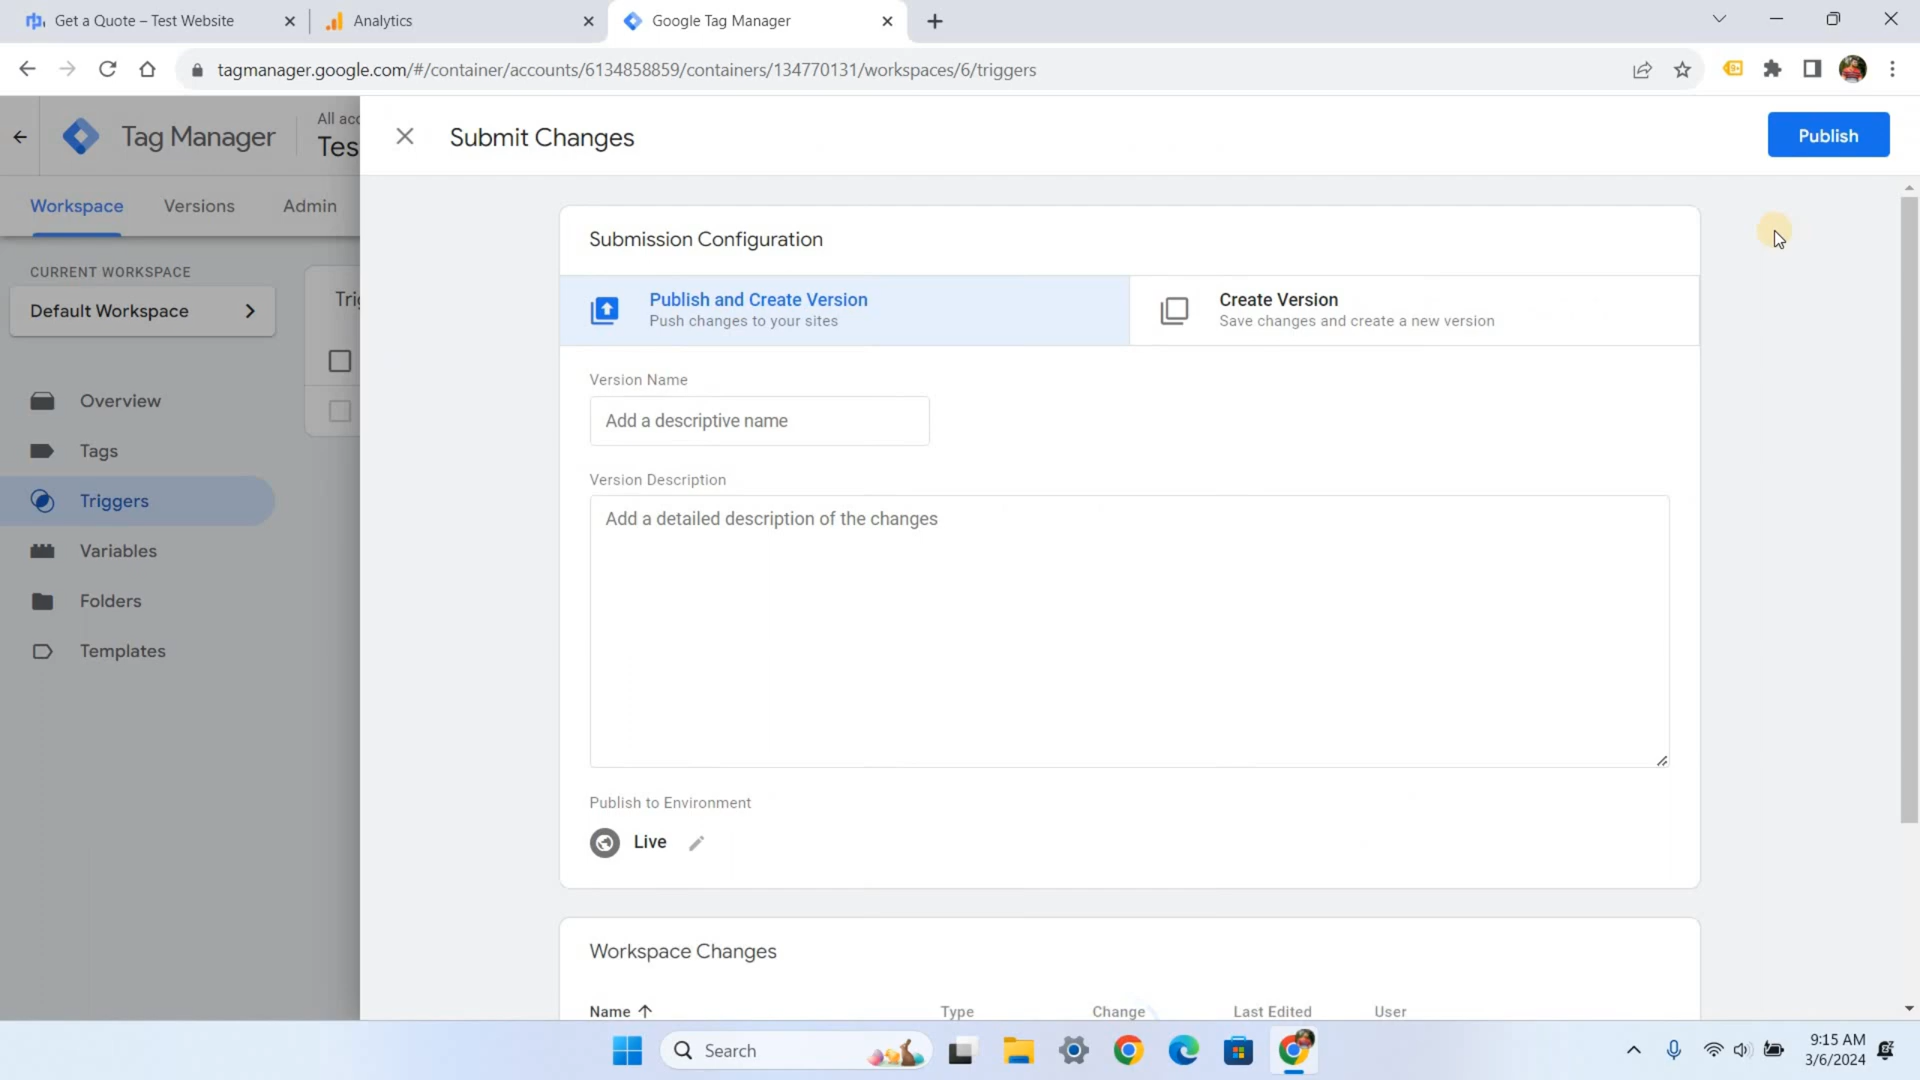 Get a Quote – Test Website
Analytics
Google Tag Manager
tagmanager.google.com/#/container/accounts/6134858859/containers/134770131/workspaces/6/triggers
Tag Manager
All acc
Tes
Submit Changes
Publish
Workspace
Versions
Admin
Submission Configuration
CURRENT WORKSPACE
Default Workspace
Trig
Publish and Create Version
Push changes to your sites
Create Version
Save changes and create a new version
Version Name
Add a descriptive name
Overview
Tags
Triggers
Variables
Folders
Templates
Version Description
Add a detailed description of the changes
Publish to Environment
Live
Workspace Changes
Name
Type
Change
Last Edited
User
Search
9:15 AM
3/6/2024